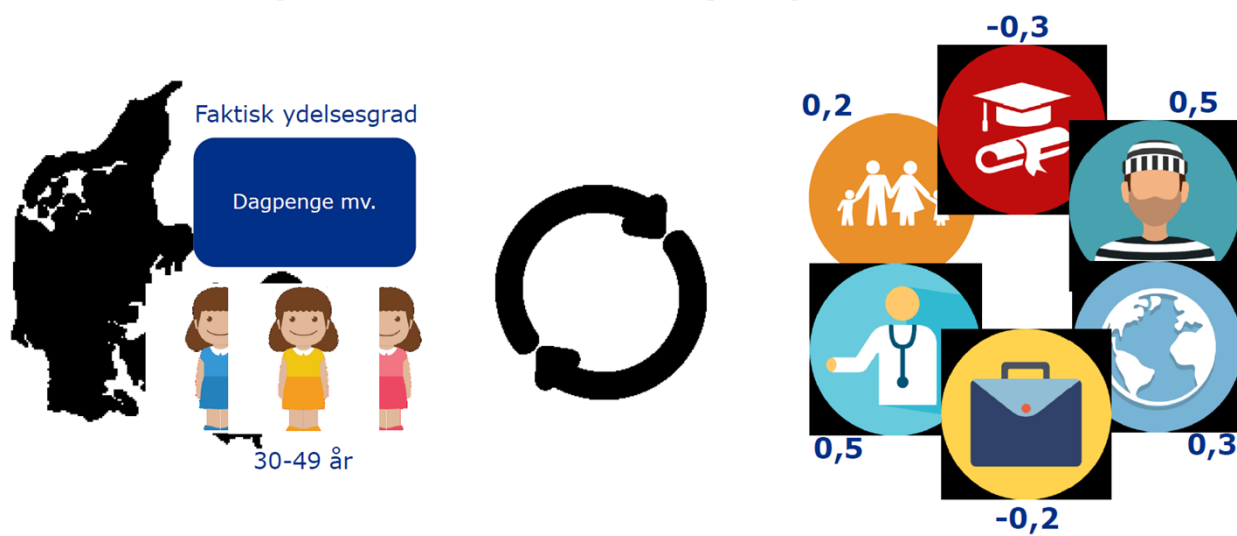 -0,3
0,2
0,5
Faktisk ydelsesgrad
Dagpenge mv.
0,5
0,3
30-49 år
-0,2